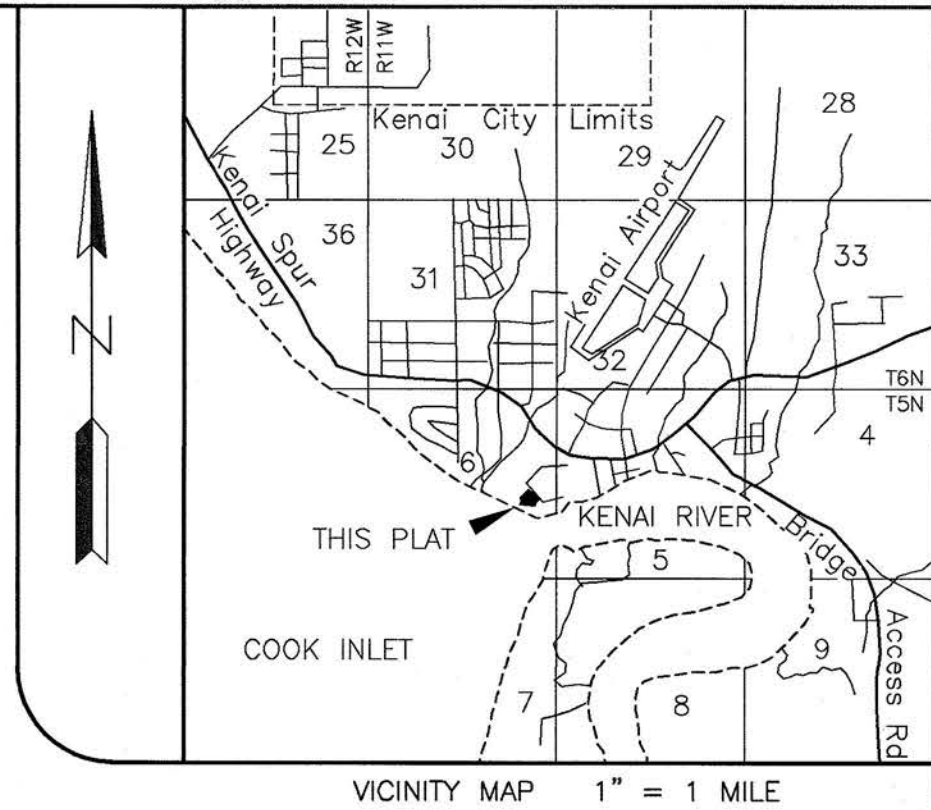 R12W
R11W
28
Kenai City Limits
25
30
29
Kenai Spur
Highway
36
Kenai Airport
33
31
N
32
T6N
T5N
4
6
THIS PLAT
KENAI RIVER
Bridge
5
COOK INLET
Access Rd
9
7
8
VICINITY MAP 1" = 1 MILE